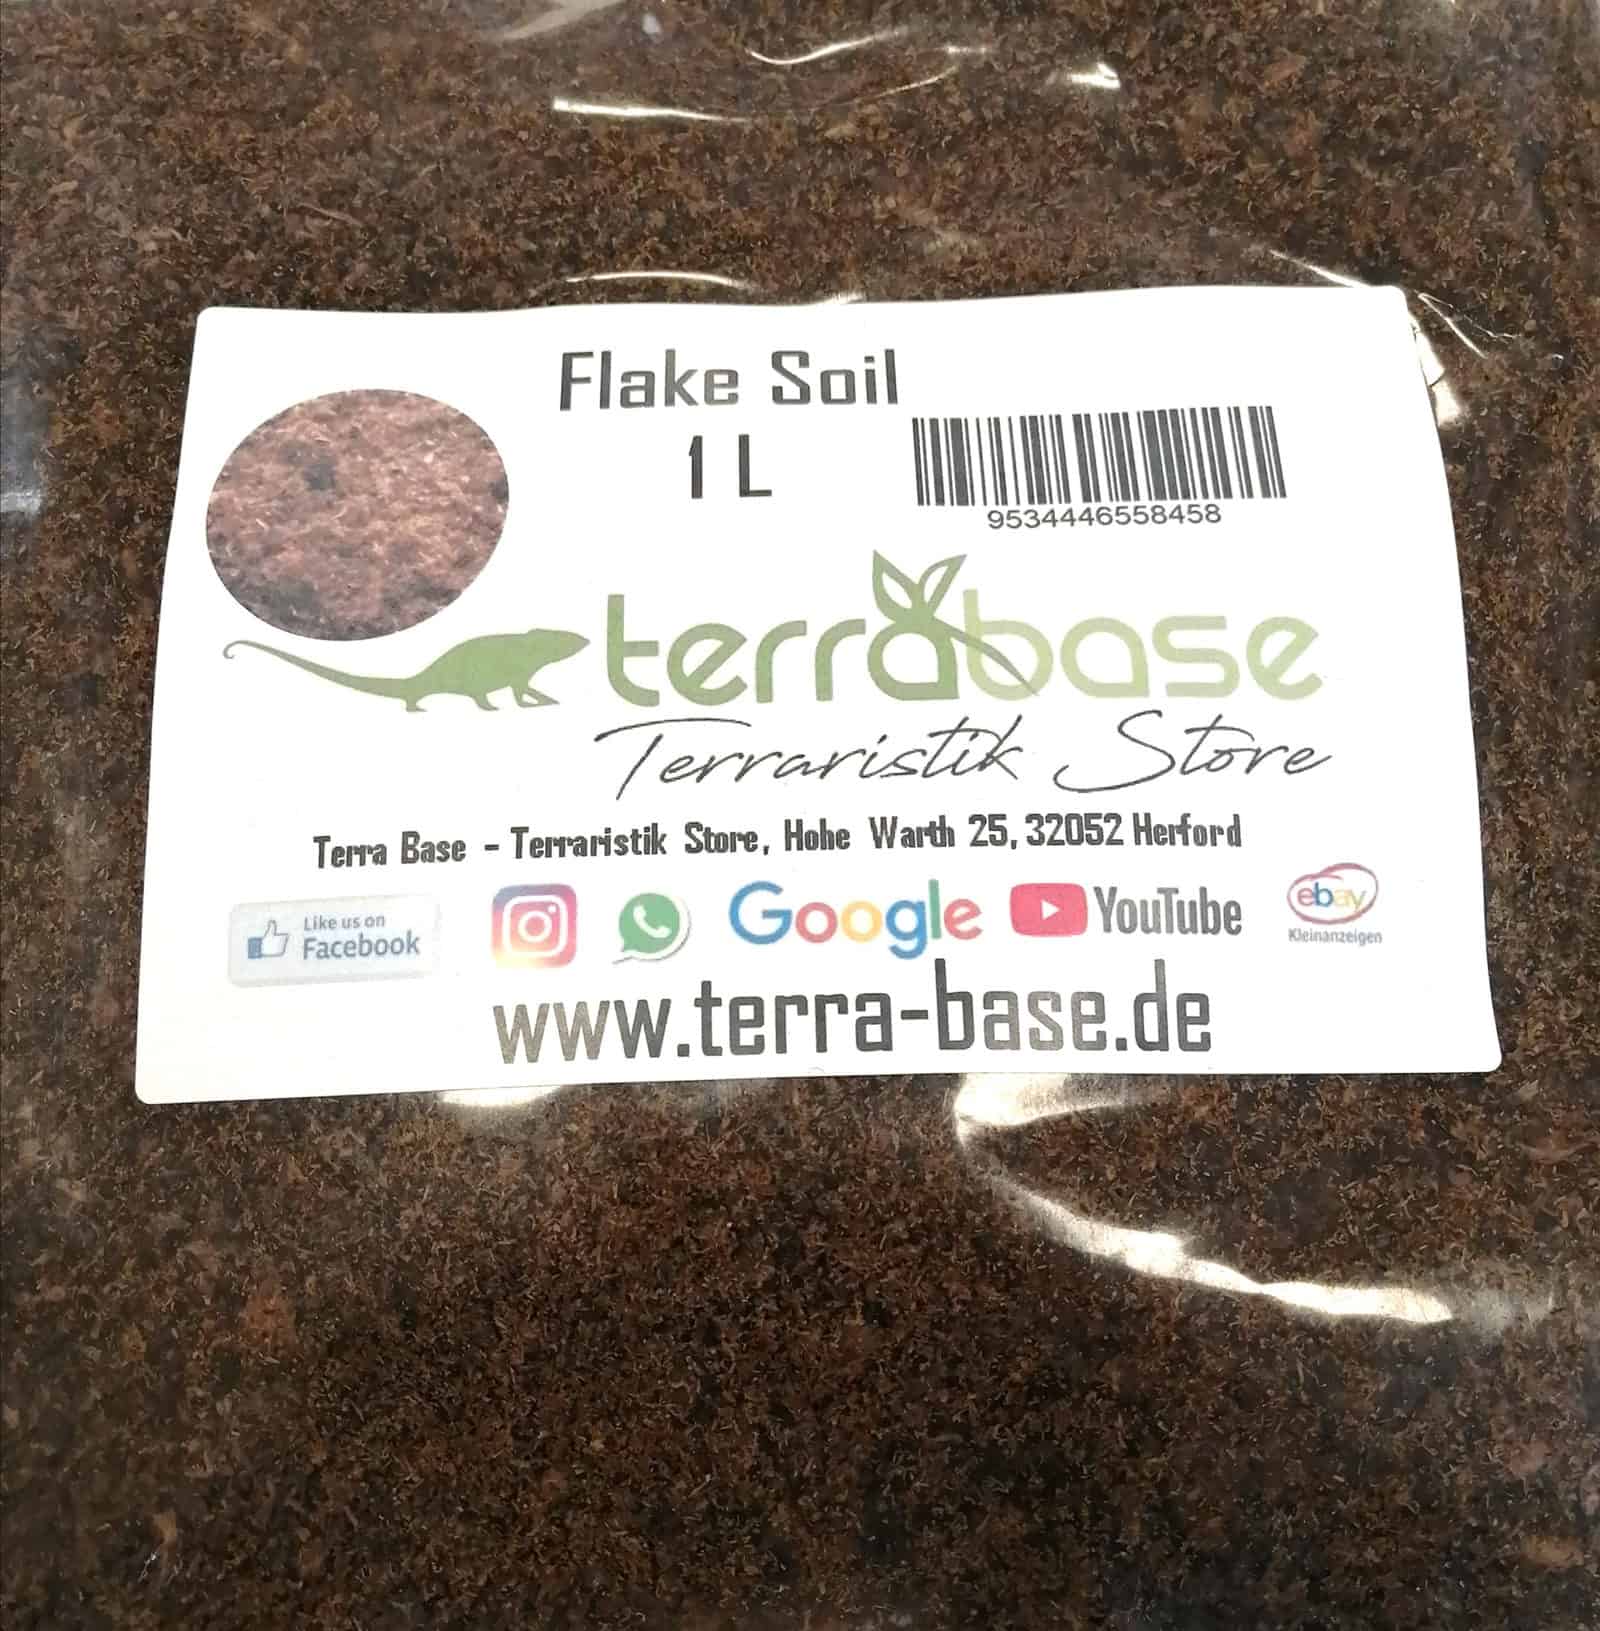 Flake Soil
1 L
9534446558458
terrabase
Terraristik Store
Terra Base - Terraristik Store, Hohe Warth 25, 32052 Herford
Like us on
Facebook
Google
YouTube
ebay
Kleinanzeigen
www.terra-base.de